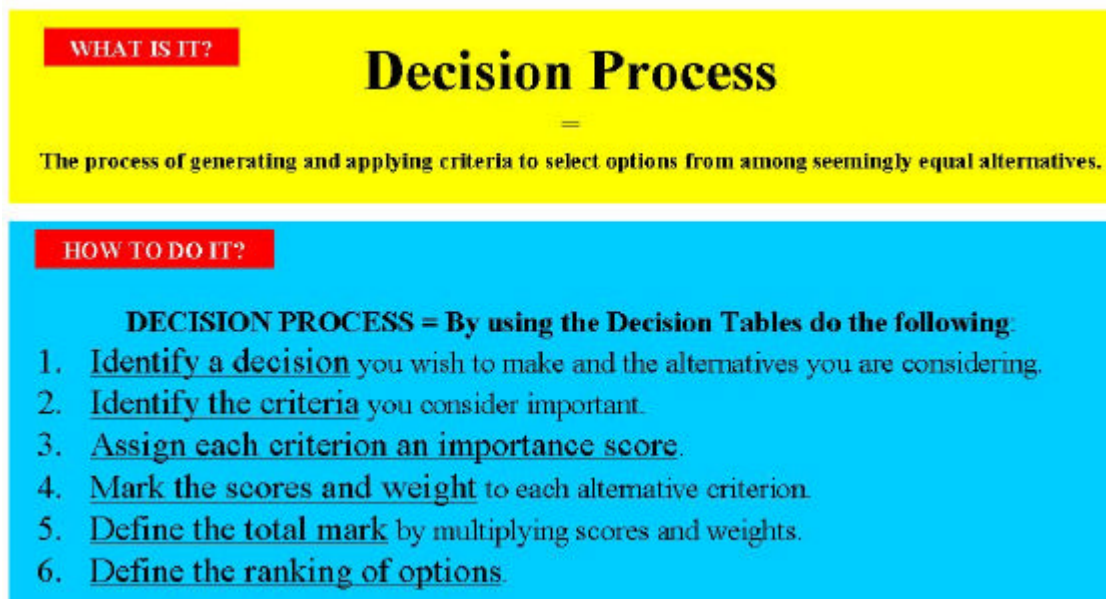 WHAT IS IT?
Decision Process
=
The process of generating and applying criteria to select options from among seemingly equal alternatives.
HOW TO DO IT?
DECISION PROCESS = By using the Decision Tables do the following:
1. Identify a decision you wish to make and the alternatives you are considering.
2. Identify the criteria you consider important.
3. Assign each criterion an importance score.
4. Mark the scores and weight to each alternative criterion.
5. Define the total mark by multiplying scores and weights.
6. Define the ranking of options.